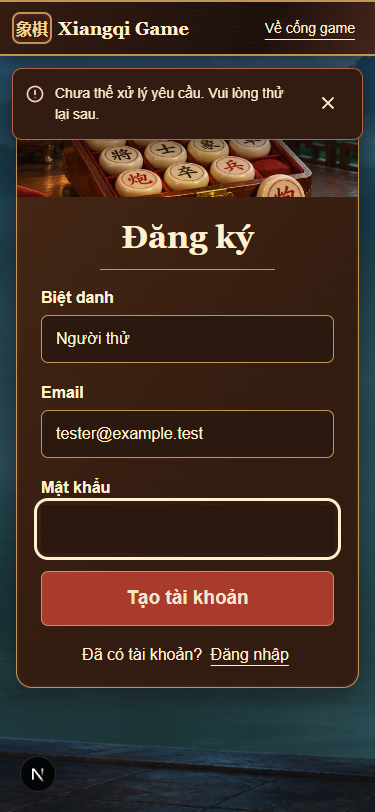 象棋 Xiangqi Game
Về cổng game
Chưa thể xử lý yêu cầu. Vui lòng thử
lại sau.
將 士 象 兵
炮 卒 兵 炮
Đăng ký
Biệt danh
Người thử
Email
tester@example.test
Mật khẩu
Tạo tài khoản
Đã có tài khoản? Đăng nhập
N